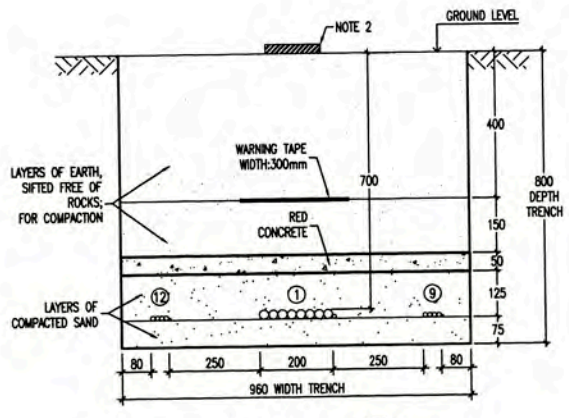 NOTE 2
GROUND LEVEL
400
WARNING TAPE
WIDTH:300mm
700
LAYERS OF EARTH,
SIFTED FREE OF
ROCKS;
FOR COMPACTION
800
DEPTH
TRENCH
150
RED
CONCRETE
50
12
1
9
125
LAYERS OF
COMPACTED SAND
75
80
250
200
250
80
960 WIDTH TRENCH